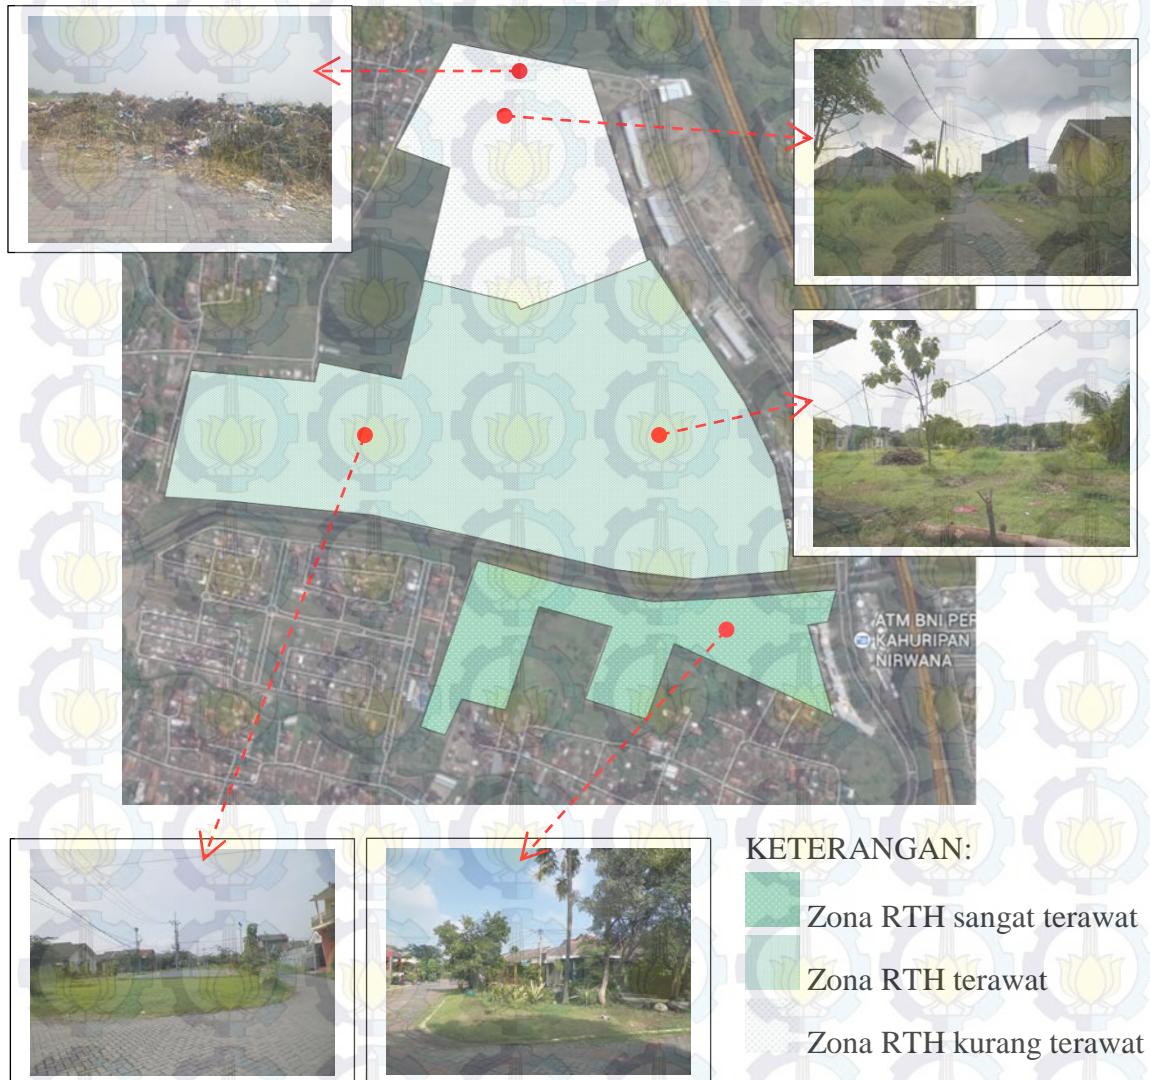 ATM BNI PER
KAHURIPAN
NIRWANA
KETERANGAN:
Zona RTH sangat terawat
Zona RTH terawat
Zona RTH kurang terawat